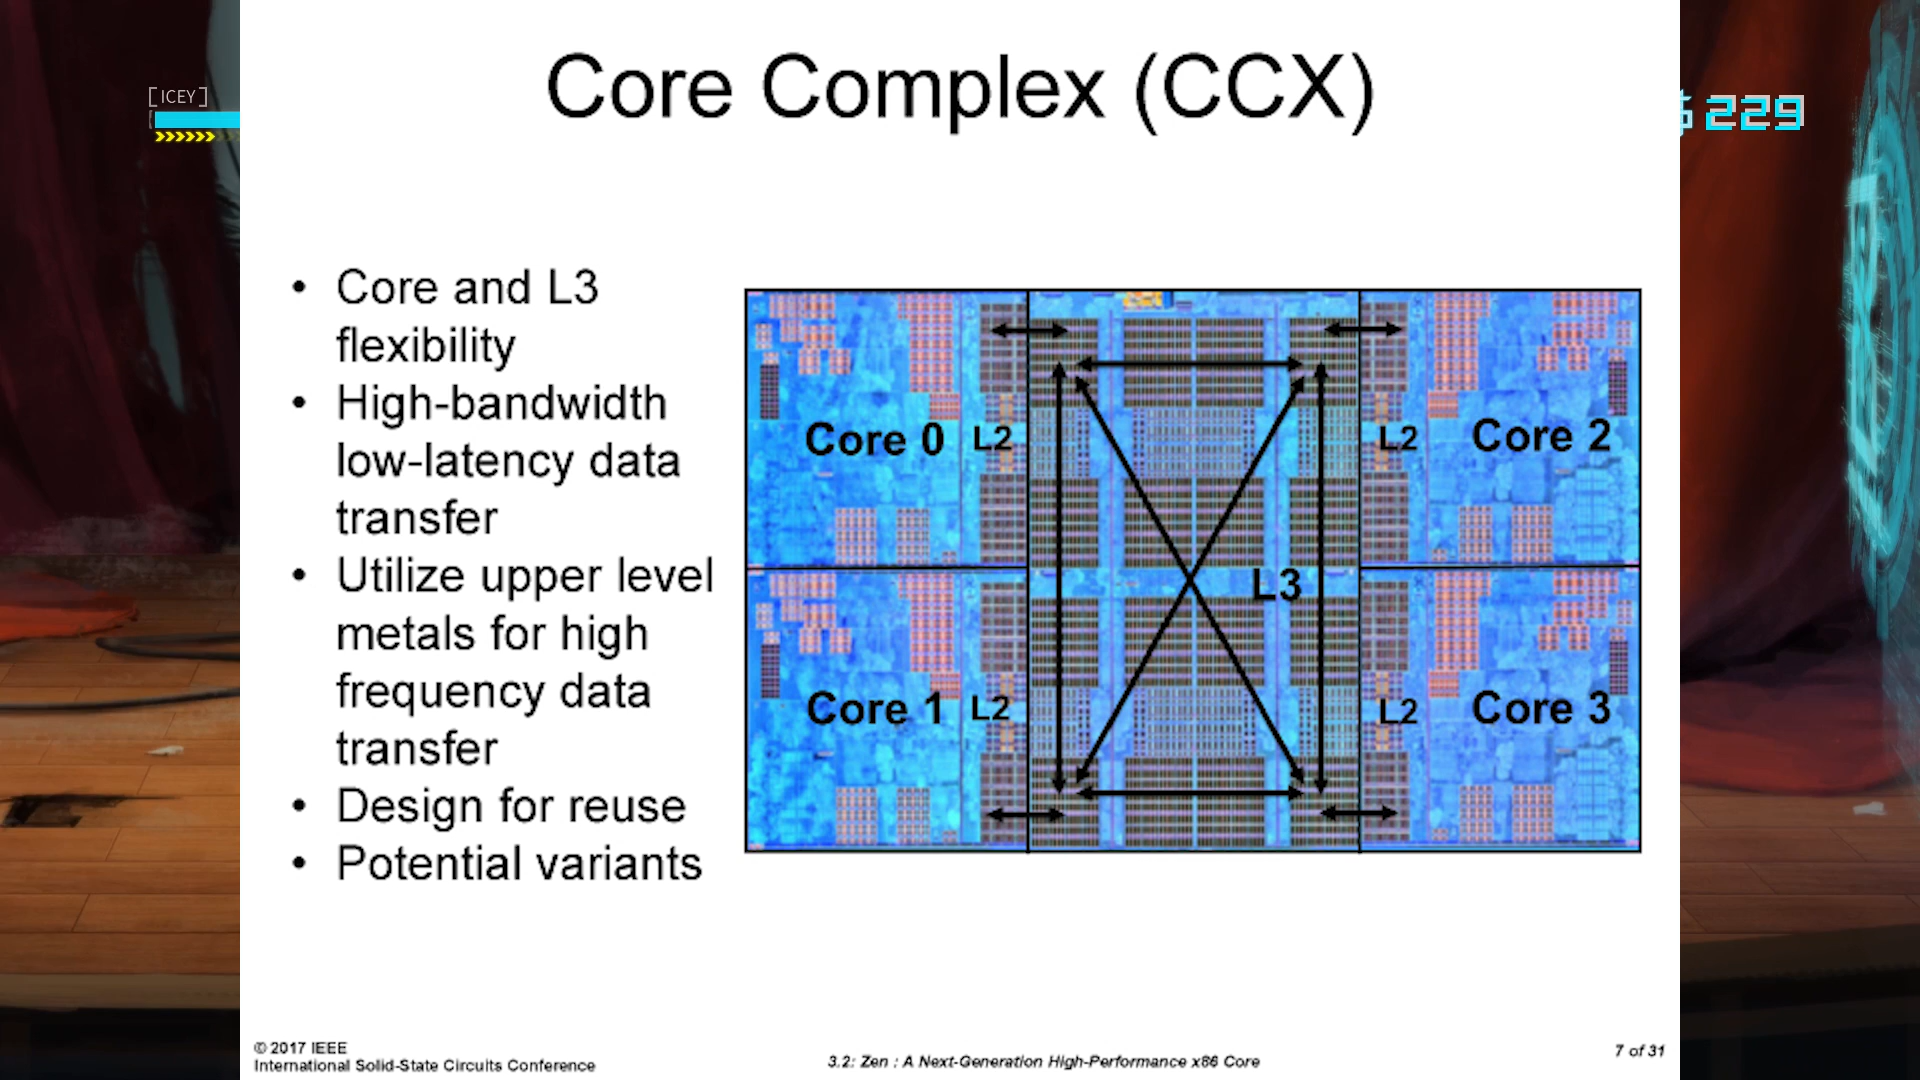 Core Complex (CCX)
[ICEY]
229
• Core and L3
flexibility
• High-bandwidth
low-latency data
transfer
• Utilize upper level
metals for high
frequency data
transfer
• Design for reuse
• Potential variants
Core 0 L2
L2 Core 2
L3
Core 1 L2
L2 Core 3
© 2017 IEEE
International Solid-State Circuits Conference
3.2: Zen : A Next-Generation High-Performance x86 Core
7 of 31